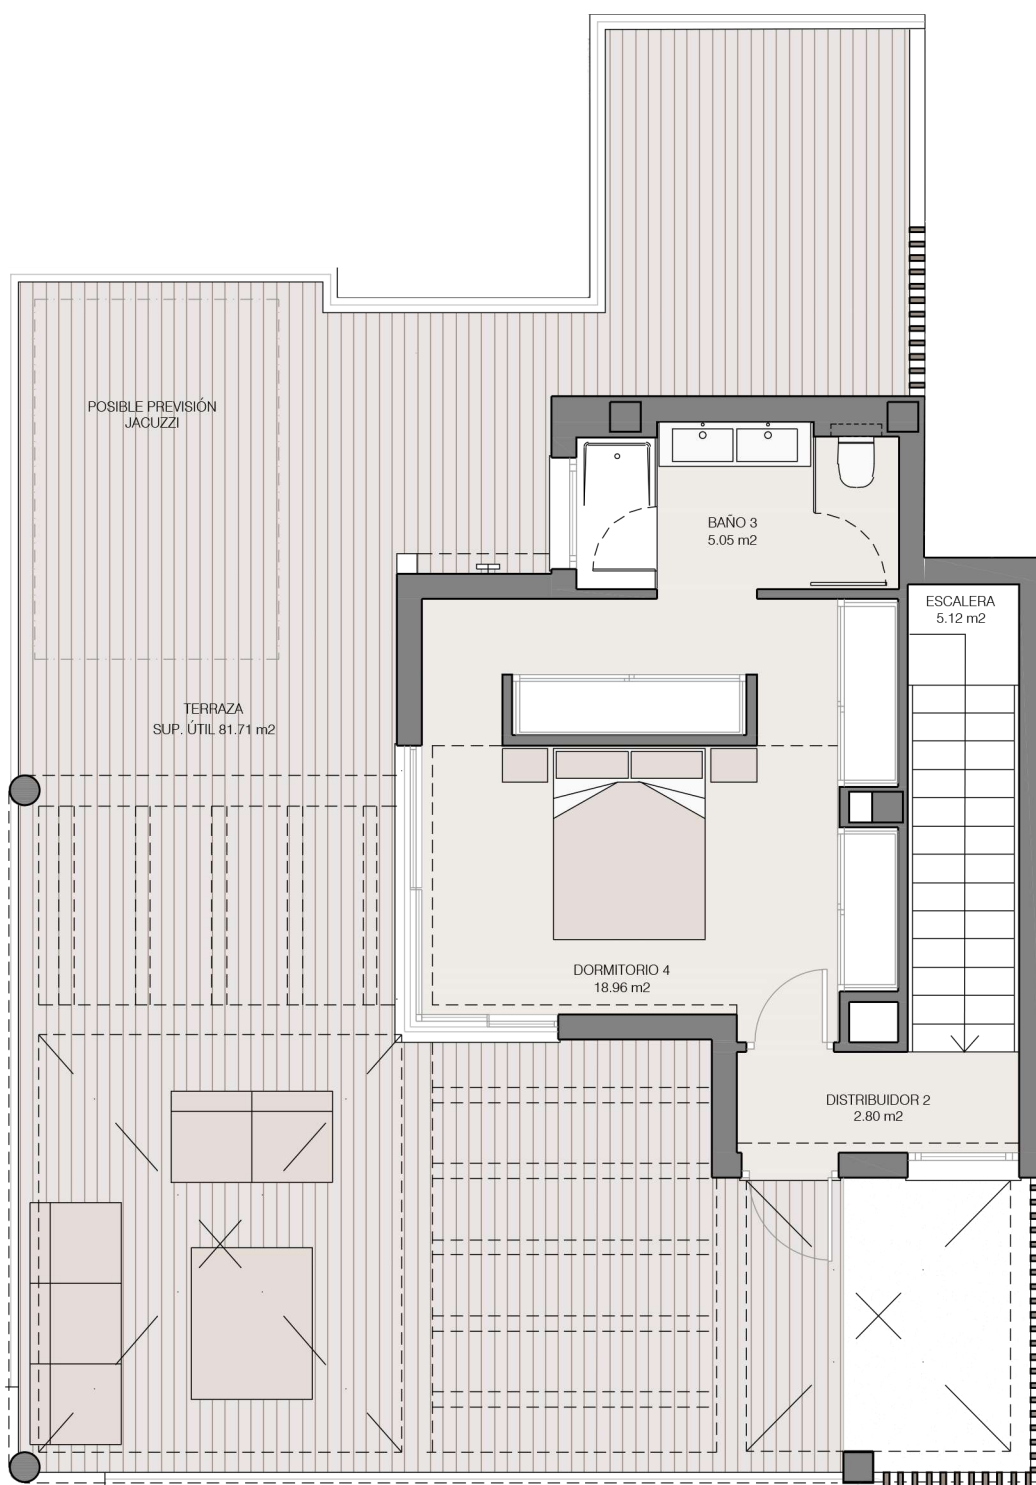 POSIBLE PREVISIÓN
JACUZZI
BAÑO 3
5.05 m2
ESCALERA
5.12 m2
TERRAZA
SUP. ÚTIL 81.71 m2
DORMITORIO 4
18.96 m2
DISTRIBUIDOR 2
2.80 m2